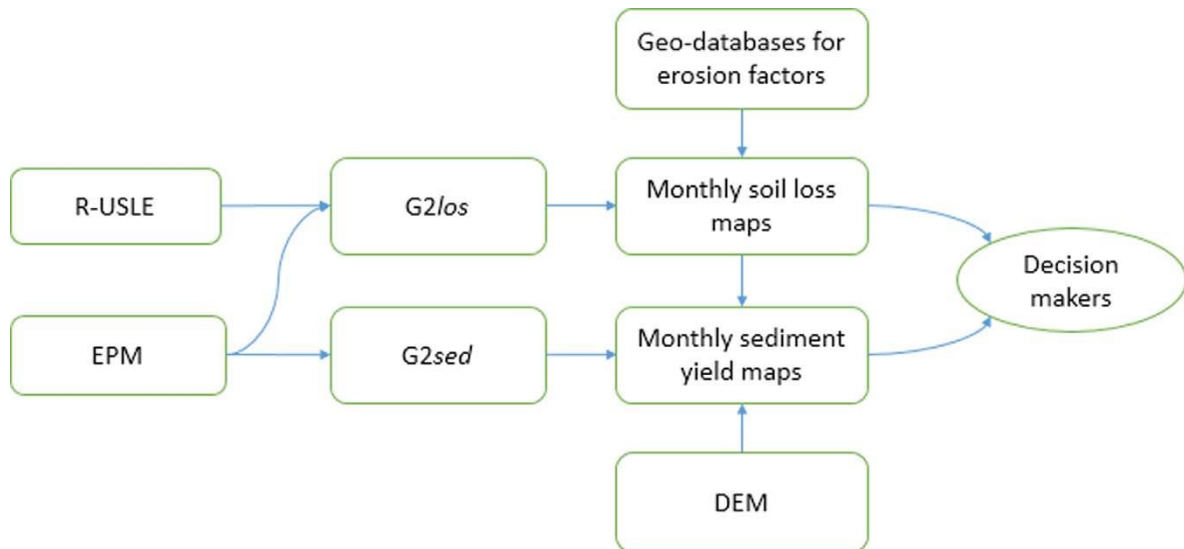 Geo-databases for
erosion factors
R-USLE
G2los
Monthly soil loss
maps
Decision
makers
EPM
G2sed
Monthly sediment
yield maps
DEM